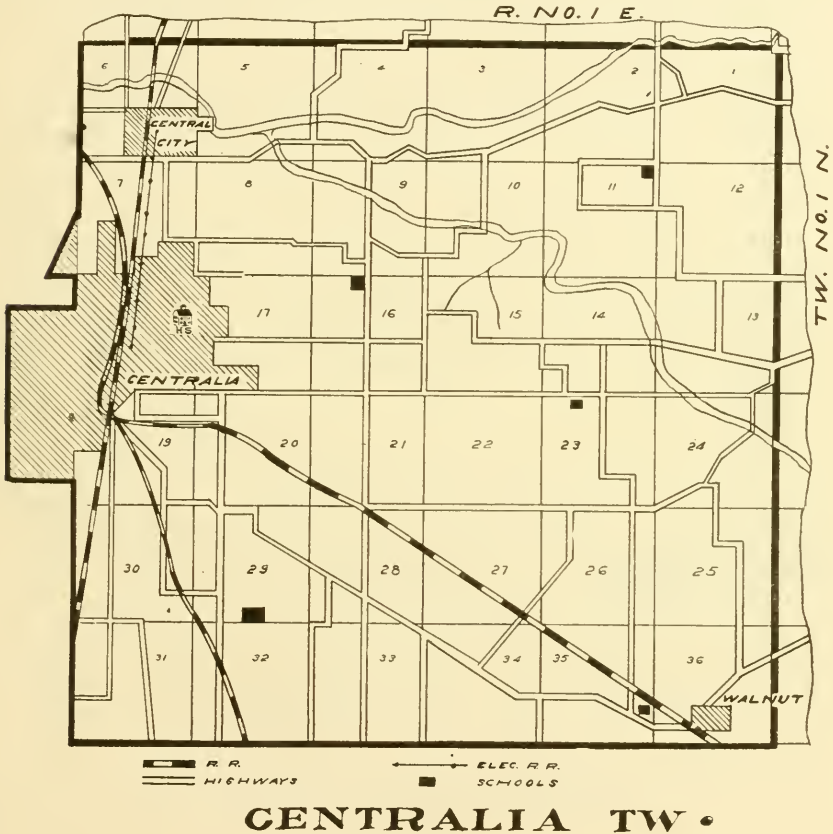 R. NO. 1 E.
6 5 4 3 2 1
CENTRAL
CITY
7 8 9 10 11 12
TW. NO. 1 N.
17 16 15 14 13
H S
CENTRALIA
19 20 21 22 23 24
30 29 28 27 26 25
31 32 33 34 35 36
WALNUT
R. R.
ELEC. R. R.
HIGHWAYS
SCHOOLS
CENTRALIA TW.